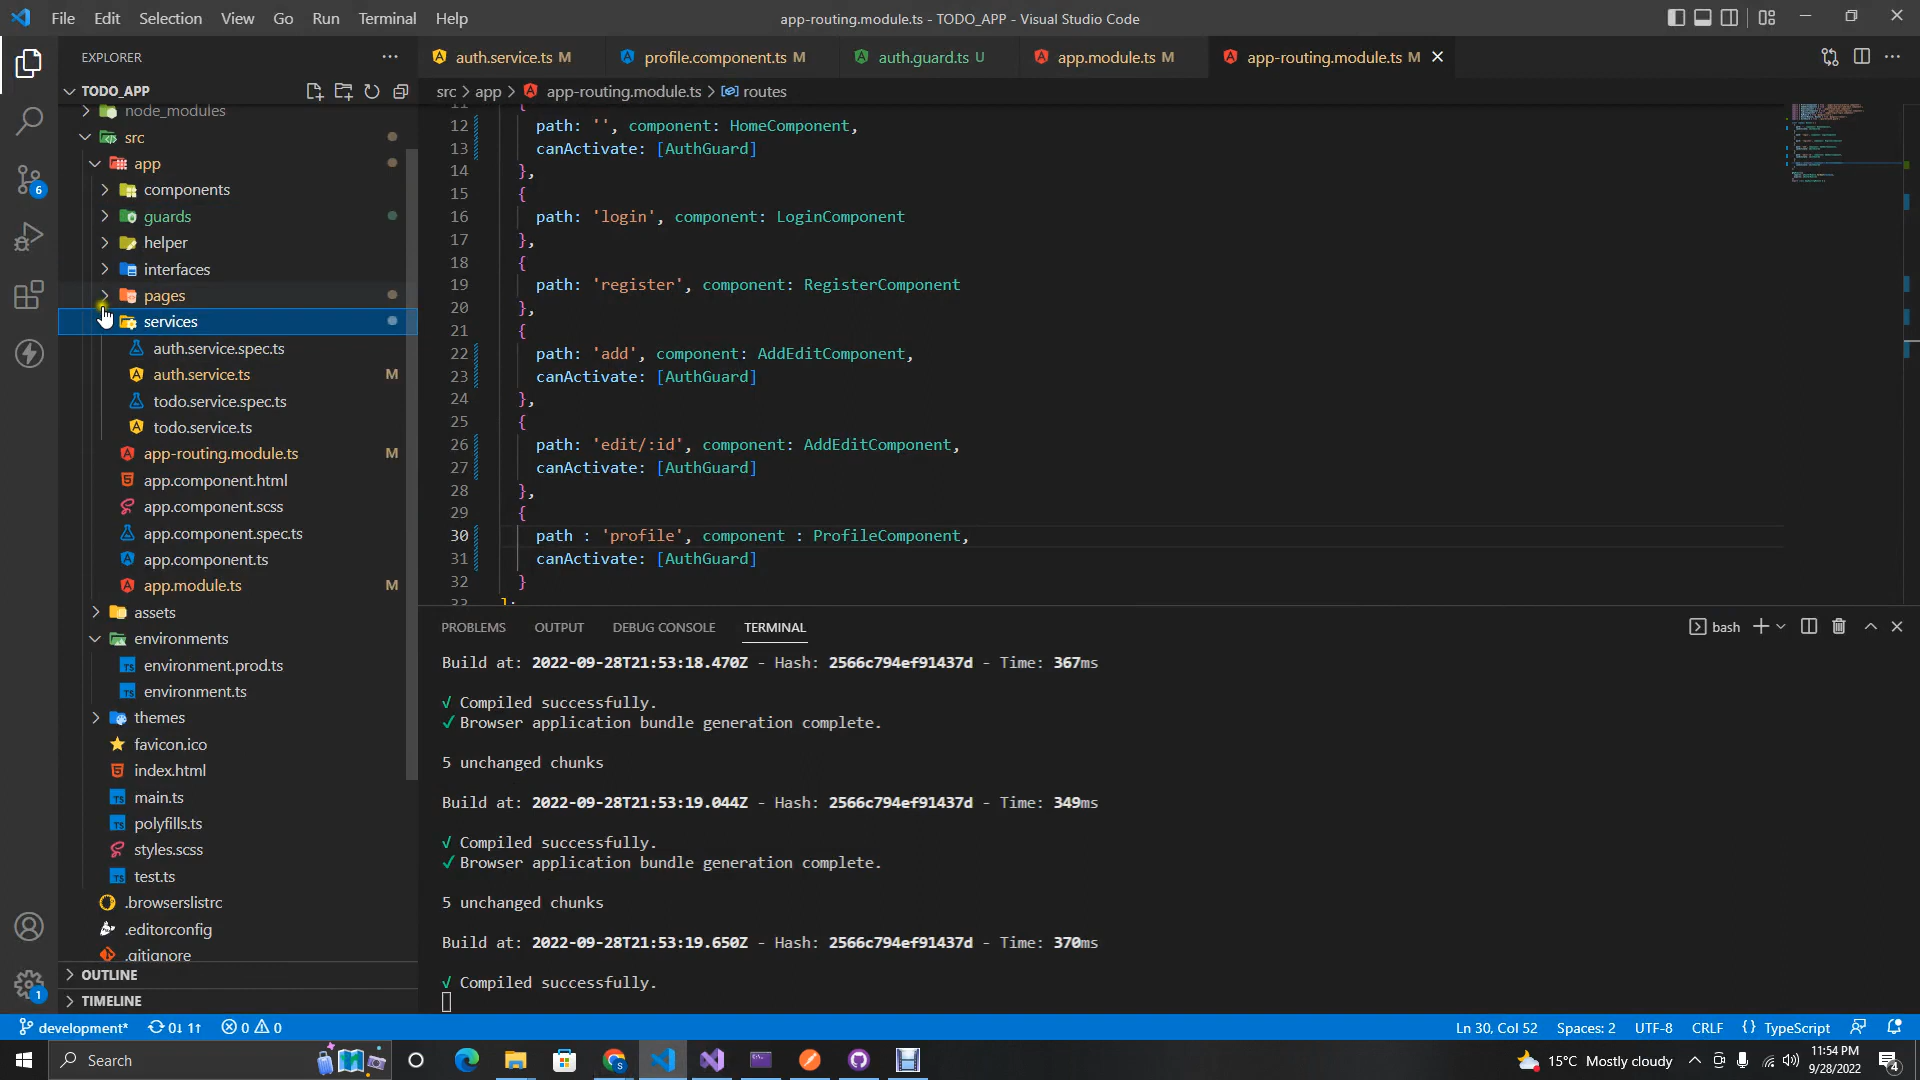 File Edit Selection View Go Run Terminal Help
app-routing.module.ts - TODO_APP - Visual Studio Code
EXPLORER
auth.service.ts M
profile.component.ts M
auth.guard.ts U
app.module.ts M
app-routing.module.ts M
TODO_APP
src > app > app-routing.module.ts > routes
node_modules
src
app
components
guards
helper
interfaces
pages
services
auth.service.spec.ts
auth.service.ts M
todo.service.spec.ts
todo.service.ts
app-routing.module.ts M
app.component.html
app.component.scss
app.component.spec.ts
app.component.ts
app.module.ts M
assets
environments
environment.prod.ts
environment.ts
themes
favicon.ico
index.html
main.ts
polyfills.ts
styles.scss
test.ts
.browserslistrc
.editorconfig
.gitignore
OUTLINE
TIMELINE
6
1
11 {
12 path: '', component: HomeComponent,
13 canActivate: [AuthGuard]
14 },
15 {
16 path: 'login', component: LoginComponent
17 },
18 {
19 path: 'register', component: RegisterComponent
20 },
21 {
22 path: 'add', component: AddEditComponent,
23 canActivate: [AuthGuard]
24 },
25 {
26 path: 'edit/:id', component: AddEditComponent,
27 canActivate: [AuthGuard]
28 },
29 {
30 path : 'profile', component : ProfileComponent,
31 canActivate: [AuthGuard]
32 }
33 ];
PROBLEMS OUTPUT DEBUG CONSOLE TERMINAL
bash
Build at: 2022-09-28T21:53:18.470Z - Hash: 2566c794ef91437d - Time: 367ms
√ Compiled successfully.
✓ Browser application bundle generation complete.
5 unchanged chunks
Build at: 2022-09-28T21:53:19.044Z - Hash: 2566c794ef91437d - Time: 349ms
√ Compiled successfully.
✓ Browser application bundle generation complete.
5 unchanged chunks
Build at: 2022-09-28T21:53:19.650Z - Hash: 2566c794ef91437d - Time: 370ms
√ Compiled successfully.
development* 0↓ 1↑ 0 0
Ln 30, Col 52 Spaces: 2 UTF-8 CRLF {} TypeScript
Search
15°C Mostly cloudy
11:54 PM
9/28/2022
4